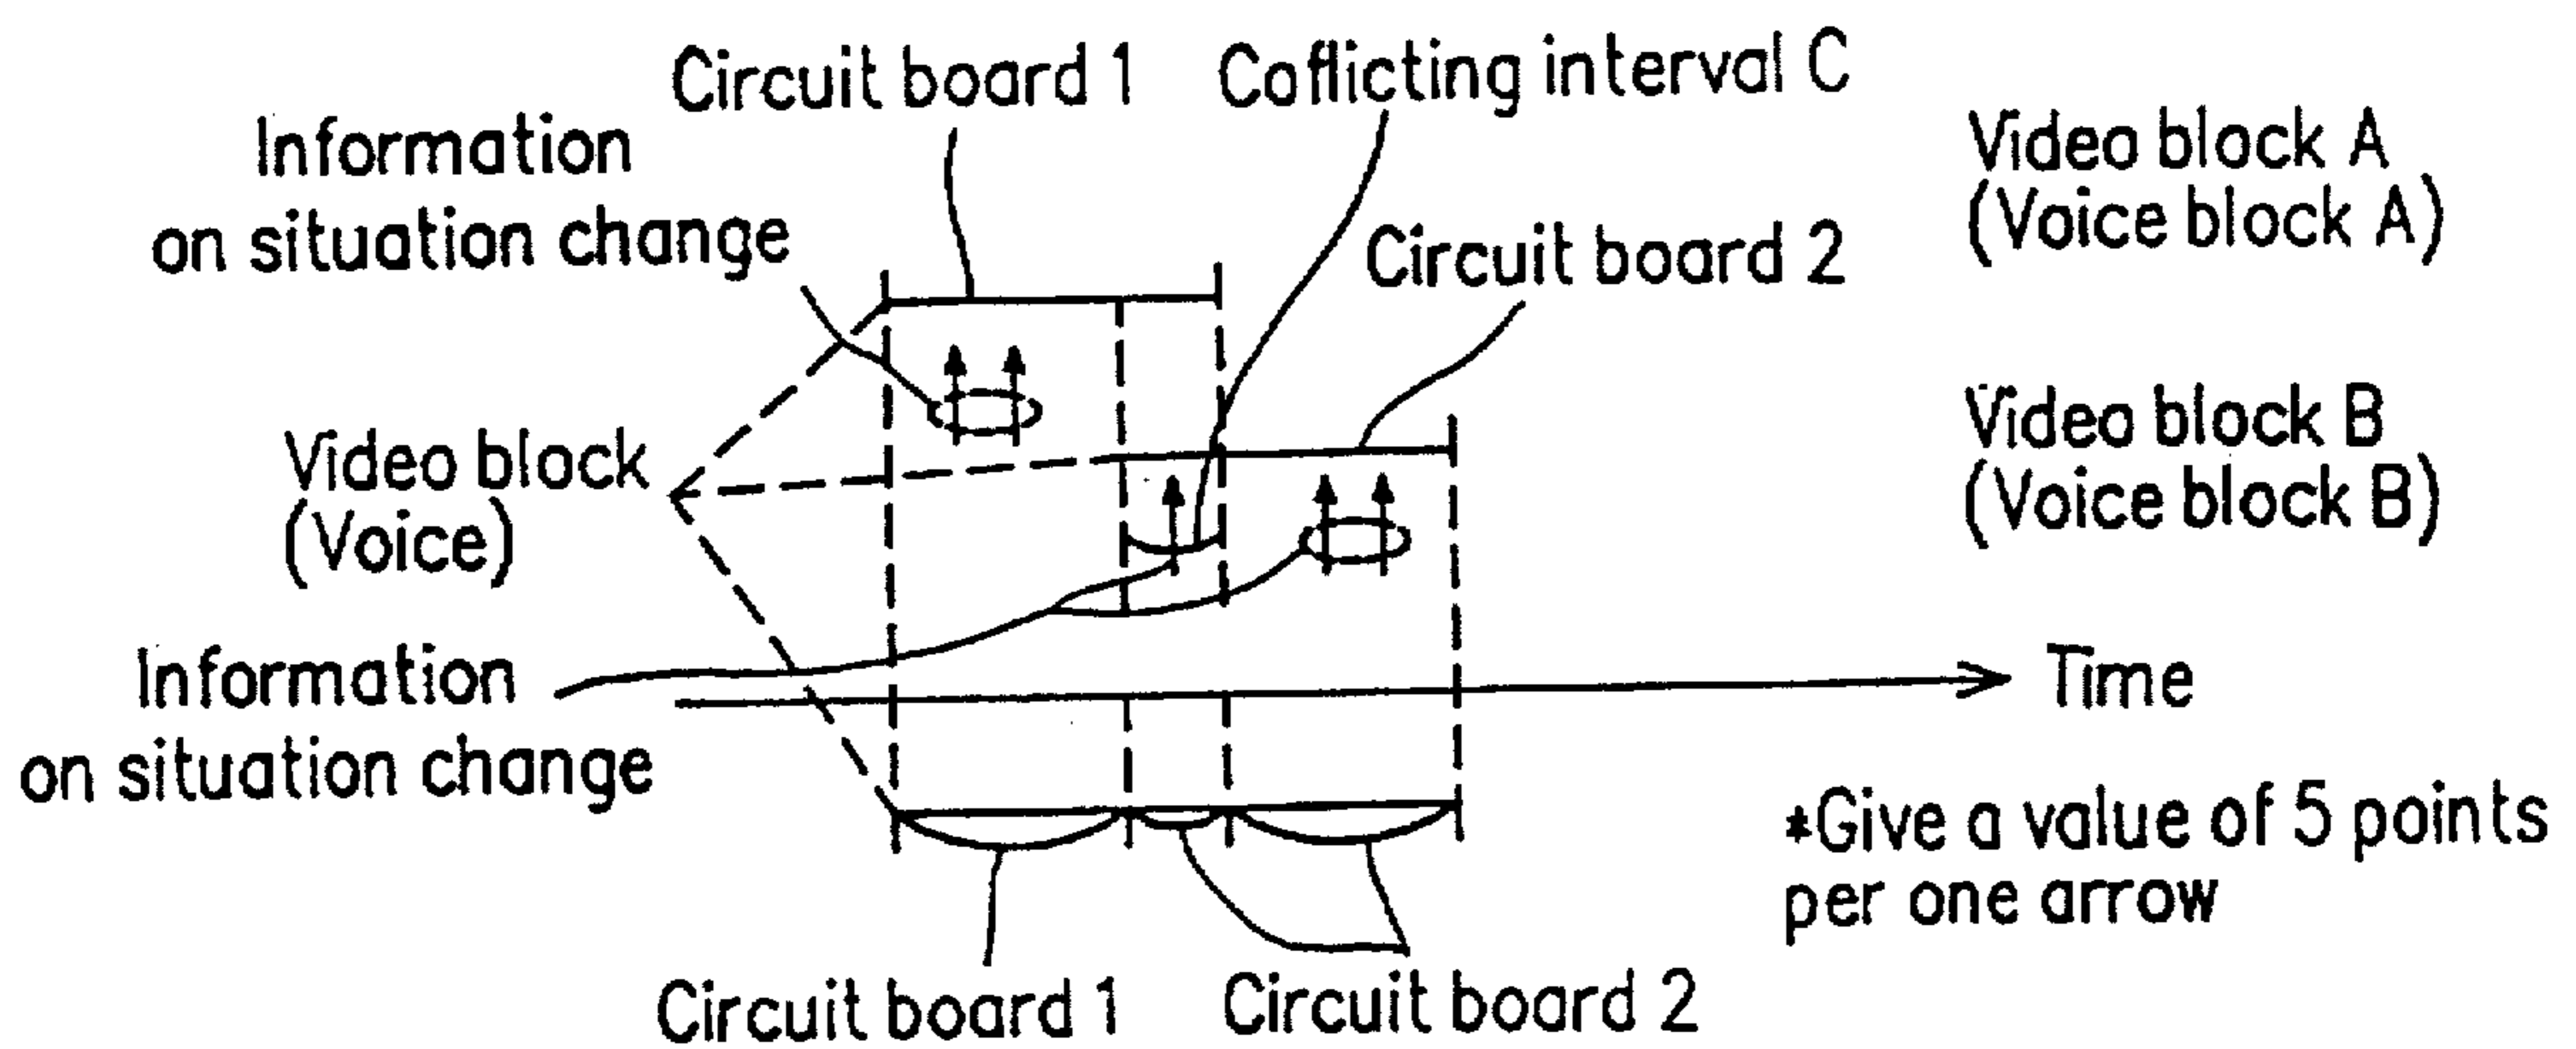 Circuit board 1
Coflicting interval C
Information
on situation change
Video block A
(Voice block A)
Circuit board 2
Video block B
(Voice block B)
Video block
(Voice)
Information
on situation change
Time
*Give a value of 5 points
per one arrow
Circuit board 1
Circuit board 2